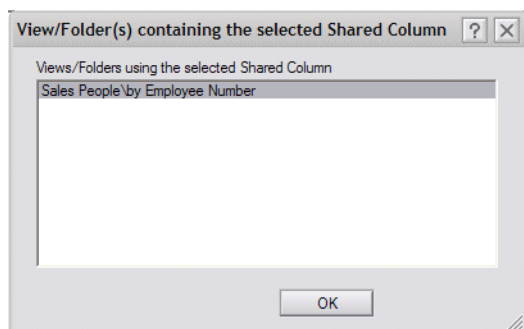 View/Folder(s) containing the selected Shared Column
Views/Folders using the selected Shared Column
Sales People\by Employee Number
OK